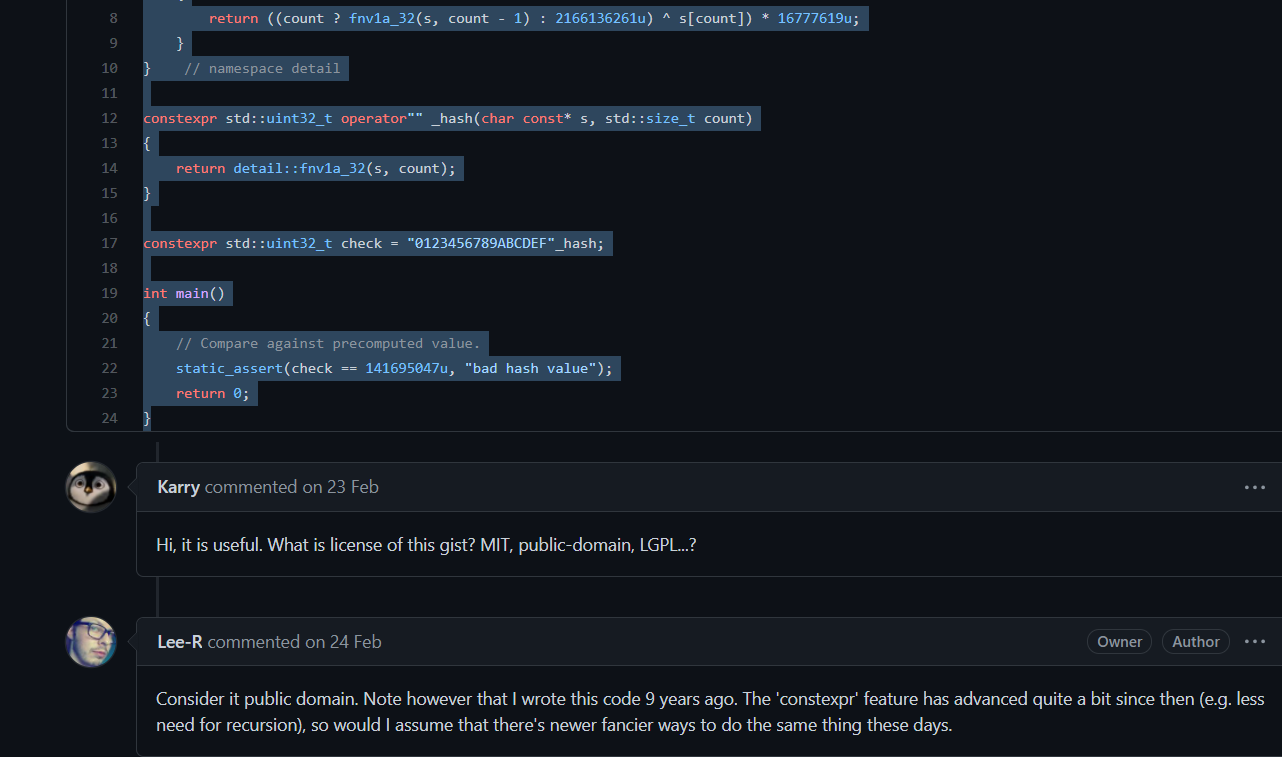 8 return ((count ? fnv1a_32(s, count - 1) : 2166136261u) ^ s[count]) * 16777619u;
9 }
10 } // namespace detail
11
12 constexpr std::uint32_t operator"" _hash(char const* s, std::size_t count)
13 {
14 return detail::fnv1a_32(s, count);
15 }
16
17 constexpr std::uint32_t check = "0123456789ABCDEF"_hash;
18
19 int main()
20 {
21 // Compare against precomputed value.
22 static_assert(check == 141695047u, "bad hash value");
23 return 0;
24 }
Karry commented on 23 Feb
Hi, it is useful. What is license of this gist? MIT, public-domain, LGPL...?
Lee-R commented on 24 Feb Owner Author
Consider it public domain. Note however that I wrote this code 9 years ago. The 'constexpr' feature has advanced quite a bit since then (e.g. less
need for recursion), so would I assume that there's newer fancier ways to do the same thing these days.